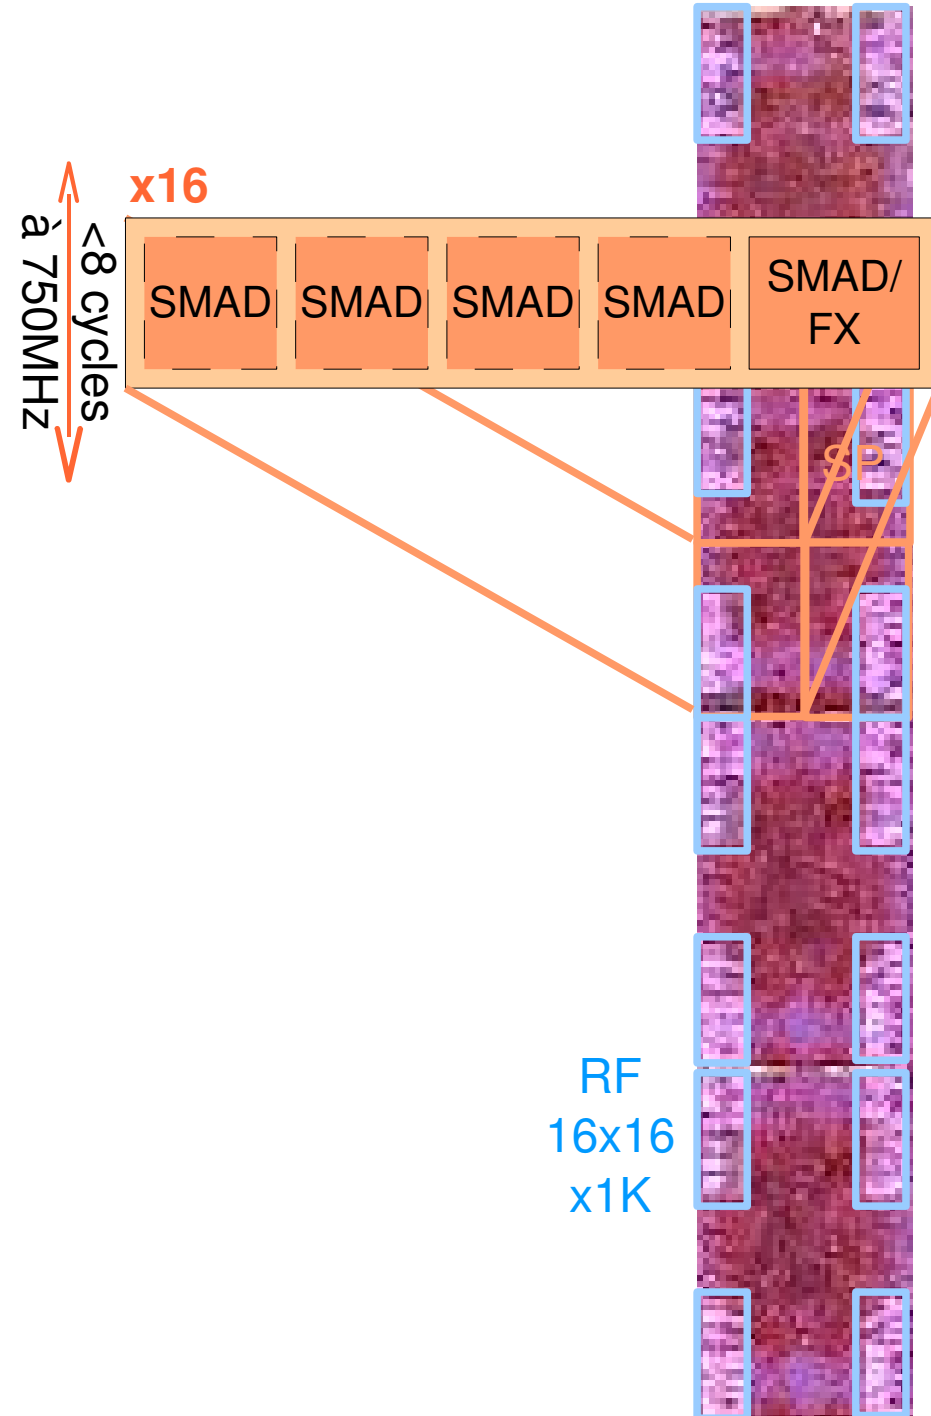 x16
<8 cycles
à 750MHz
SMAD
SMAD
SMAD
SMAD
SMAD/
FX
SP
RF
16x16
x1K